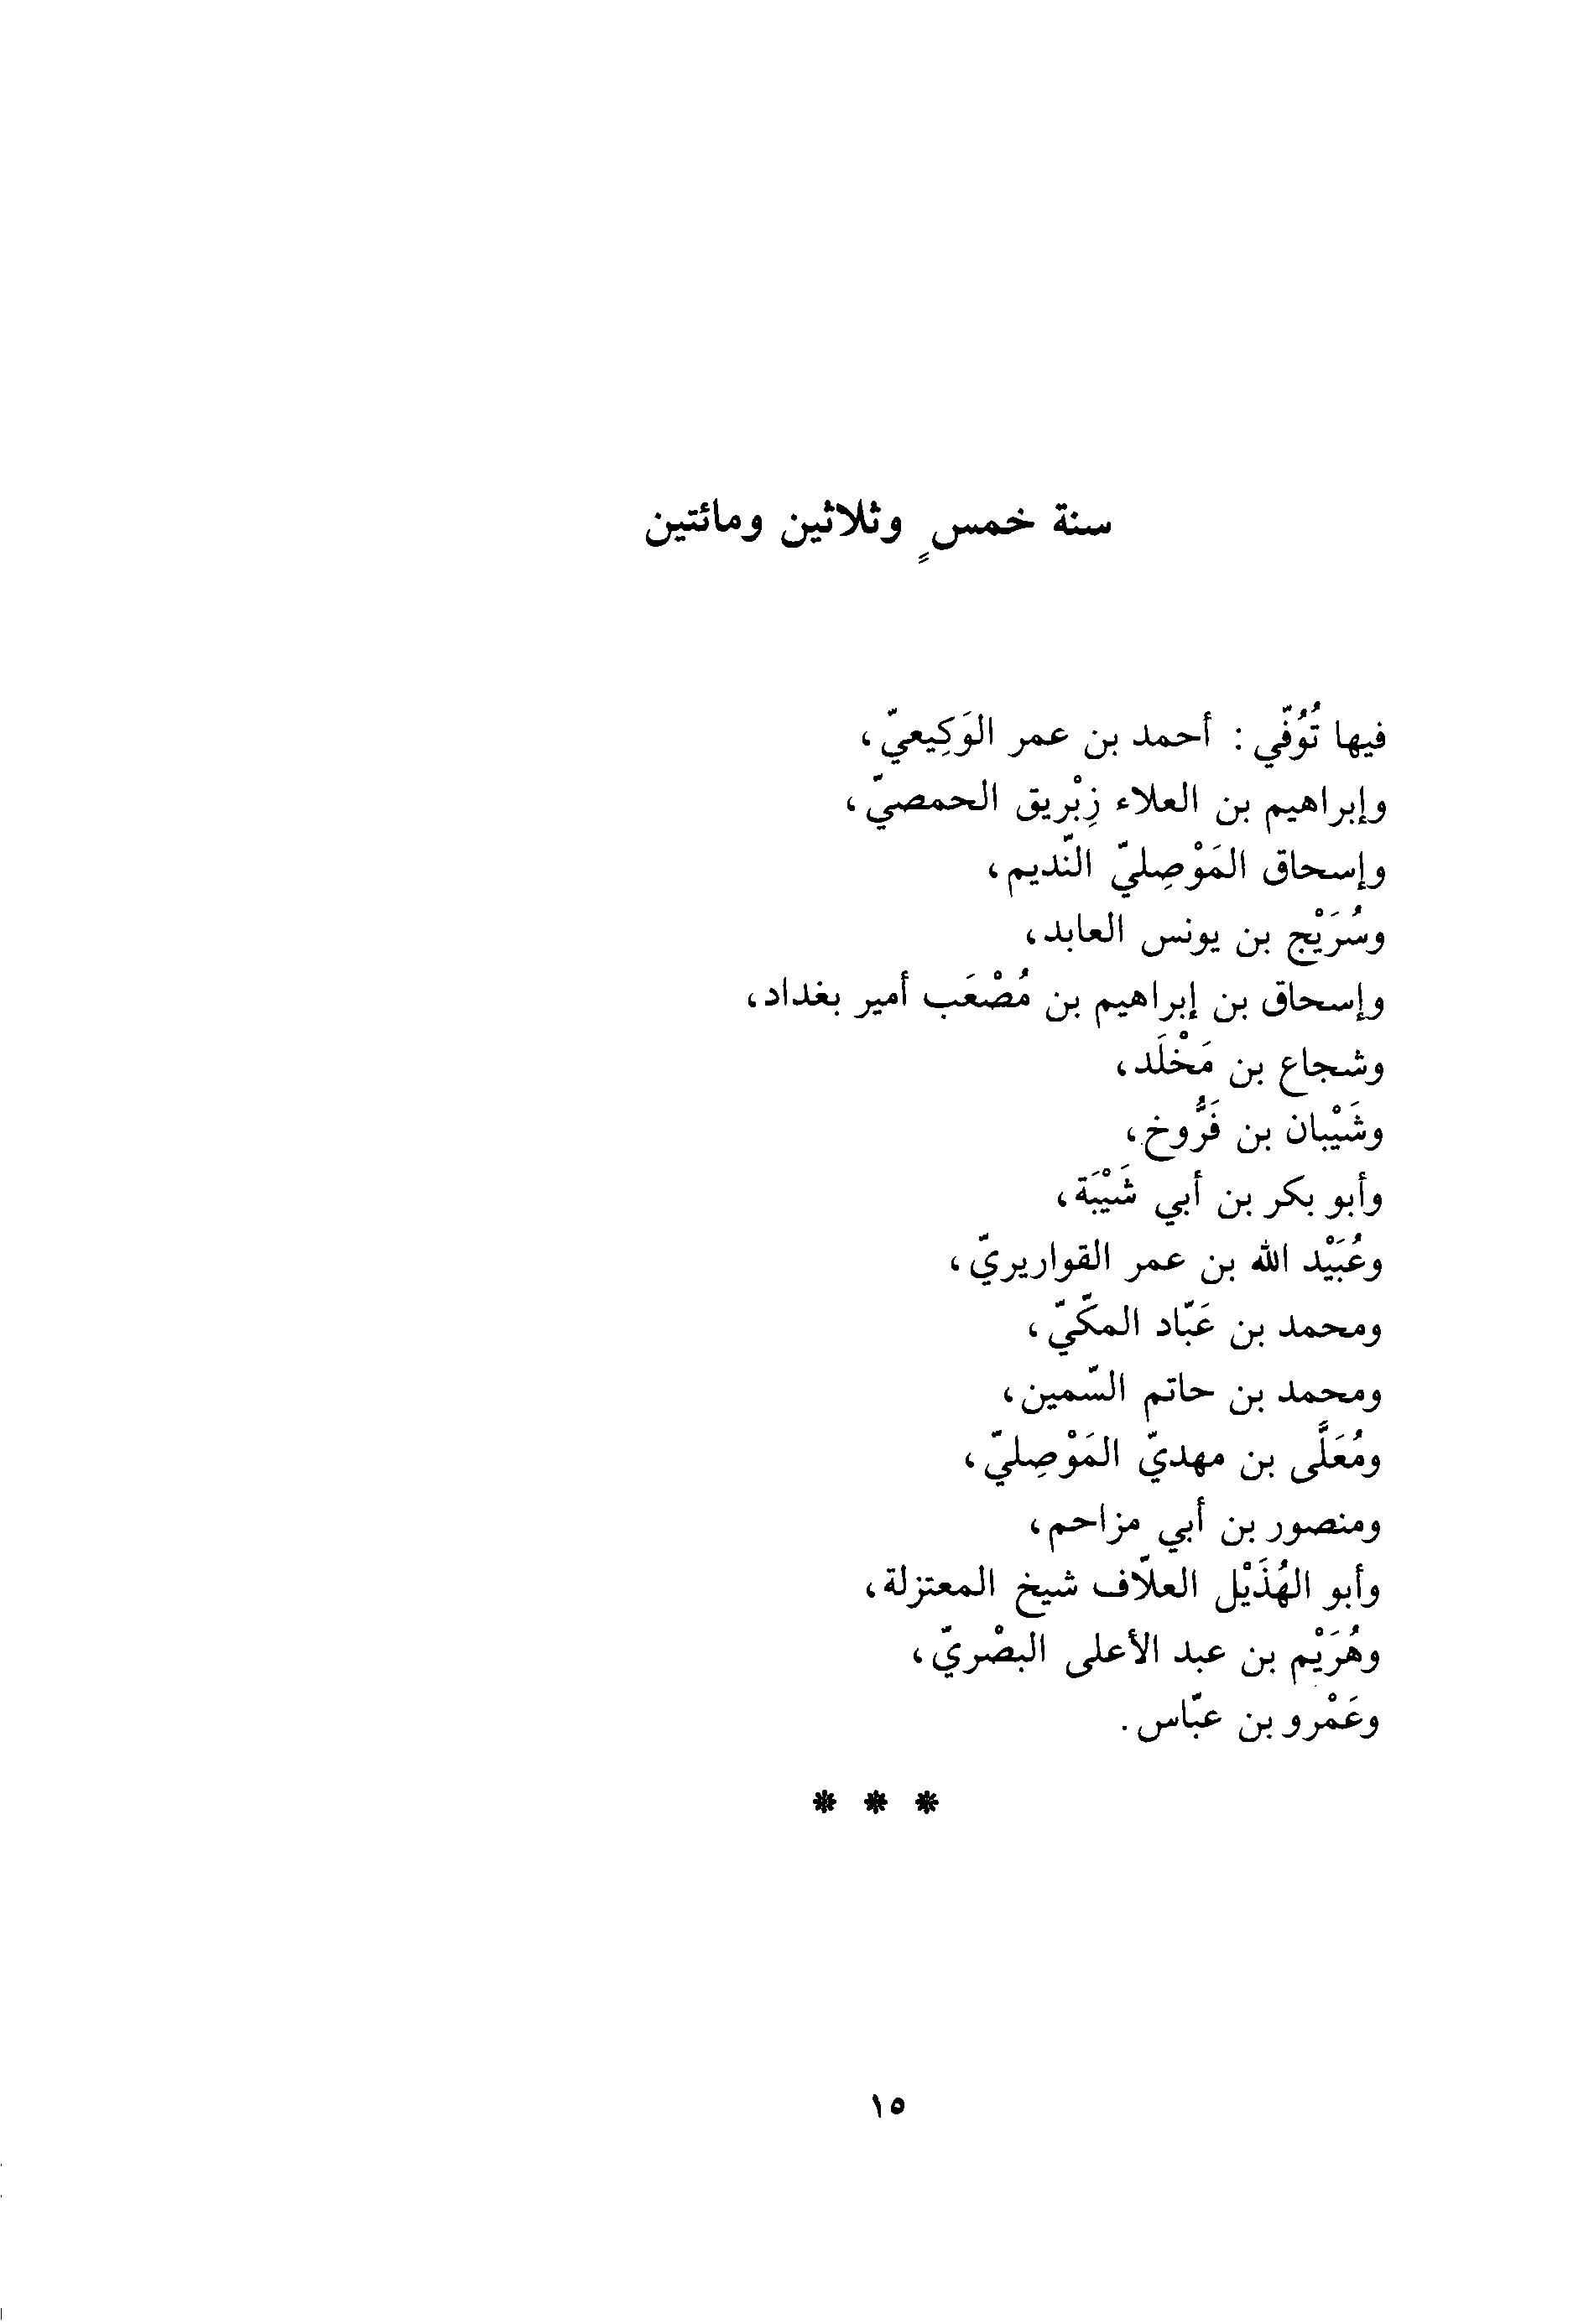 سنة خمسٍ وثلاثين ومائتين
فيها تُوُفّي : أحمد بن عمر الوَكِيعيّ،
وإبراهيم بن العلاء زِبْريق الحمصيّ،
وإسحاق المَوْصِليّ النّديم،
وسُرَيْج بن يونس العابد،
وإسحاق بن إبراهيم بن مُصْعَب أمير بغداد،
وشجاع بن مَخْلَد،
وشَيْبان بن فَرُّوخ،
وأبو بكر بن أبي شَيْبَة،
وعُبَيْد الله بن عمر القواريريّ،
ومحمد بن عَبّاد المكّيّ،
ومحمد بن حاتم السّمين،
ومُعَلَّى بن مهديّ المَوْصِليّ،
ومنصور بن أبي مزاحم،
وأبو الهُذَيْل العلّاف شيخ المعتزلة،
وهُرَيْم بن عبد الأعلى البصْريّ،
وعَمْرو بن عبّاس.
* * *
١٥